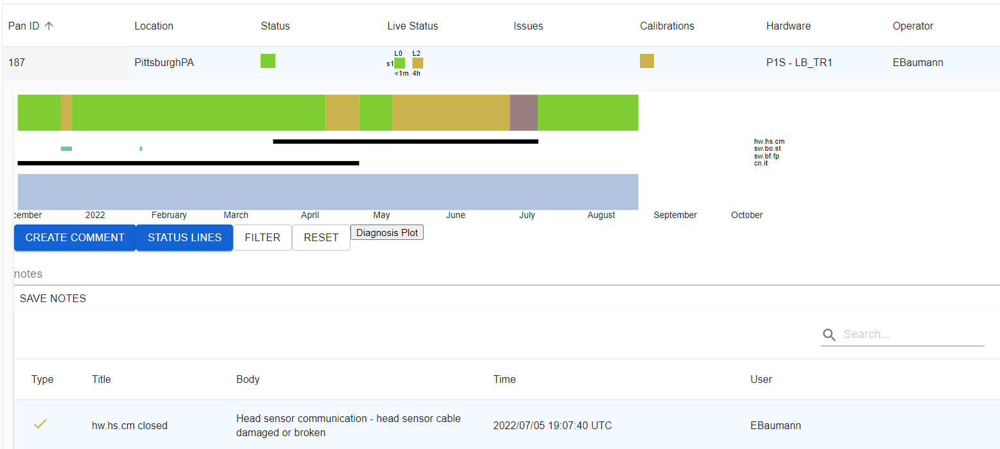 Pan ID Location Status Live Status Issues Calibrations Hardware Operator
L0 L2
187 PittsburghPA s1 P1S - LB_TR1 EBaumann
<1m 4h
hw.hs.cm
sw.bo.st
sw.bf.fp
cn.it
cember 2022 February March April May June July August September October
CREATE COMMENT STATUS LINES FILTER RESET Diagnosis Plot
notes
SAVE NOTES
Search...
Type Title Body Time User
hw.hs.cm closed Head sensor communication - head sensor cable 2022/07/05 19:07:40 UTC EBaumann
damaged or broken